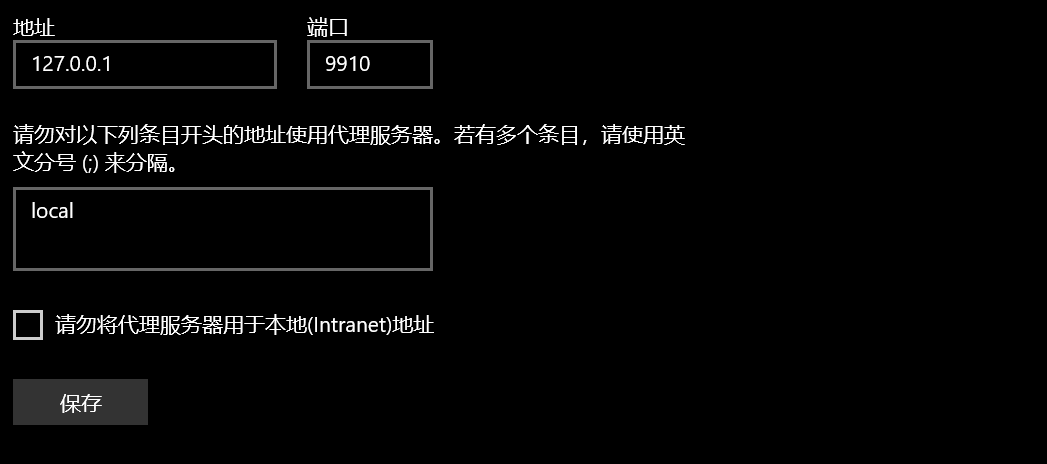 地址 端口
127.0.0.1 9910
请勿对以下列条目开头的地址使用代理服务器。若有多个条目，请使用英
文分号 (;) 来分隔。
local
请勿将代理服务器用于本地(Intranet)地址
保存